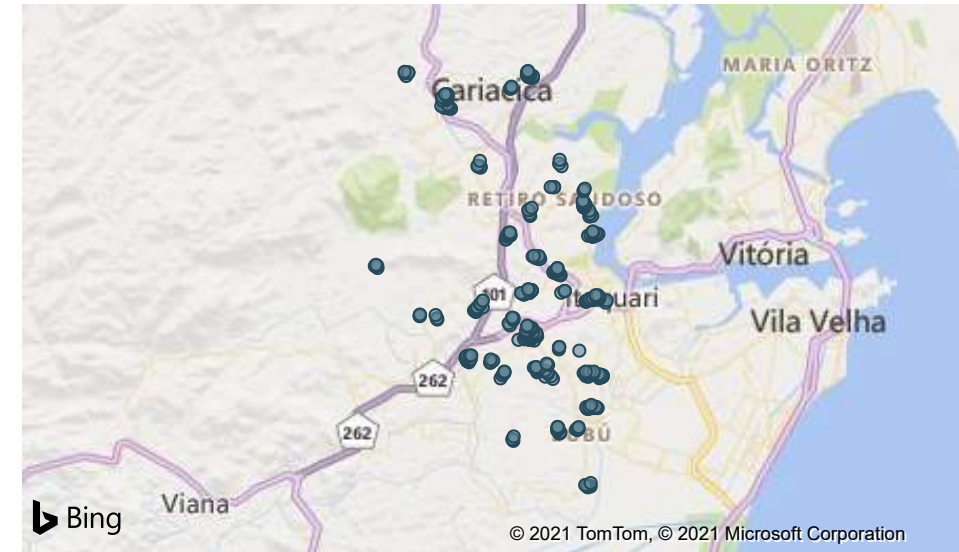 MARIA ORITZ
Cariacica
RETIRO SAUDOSO
Vitória
101
Itaquari
Vila Velha
262
262
Viana
Bing
© 2021 TomTom, © 2021 Microsoft Corporation